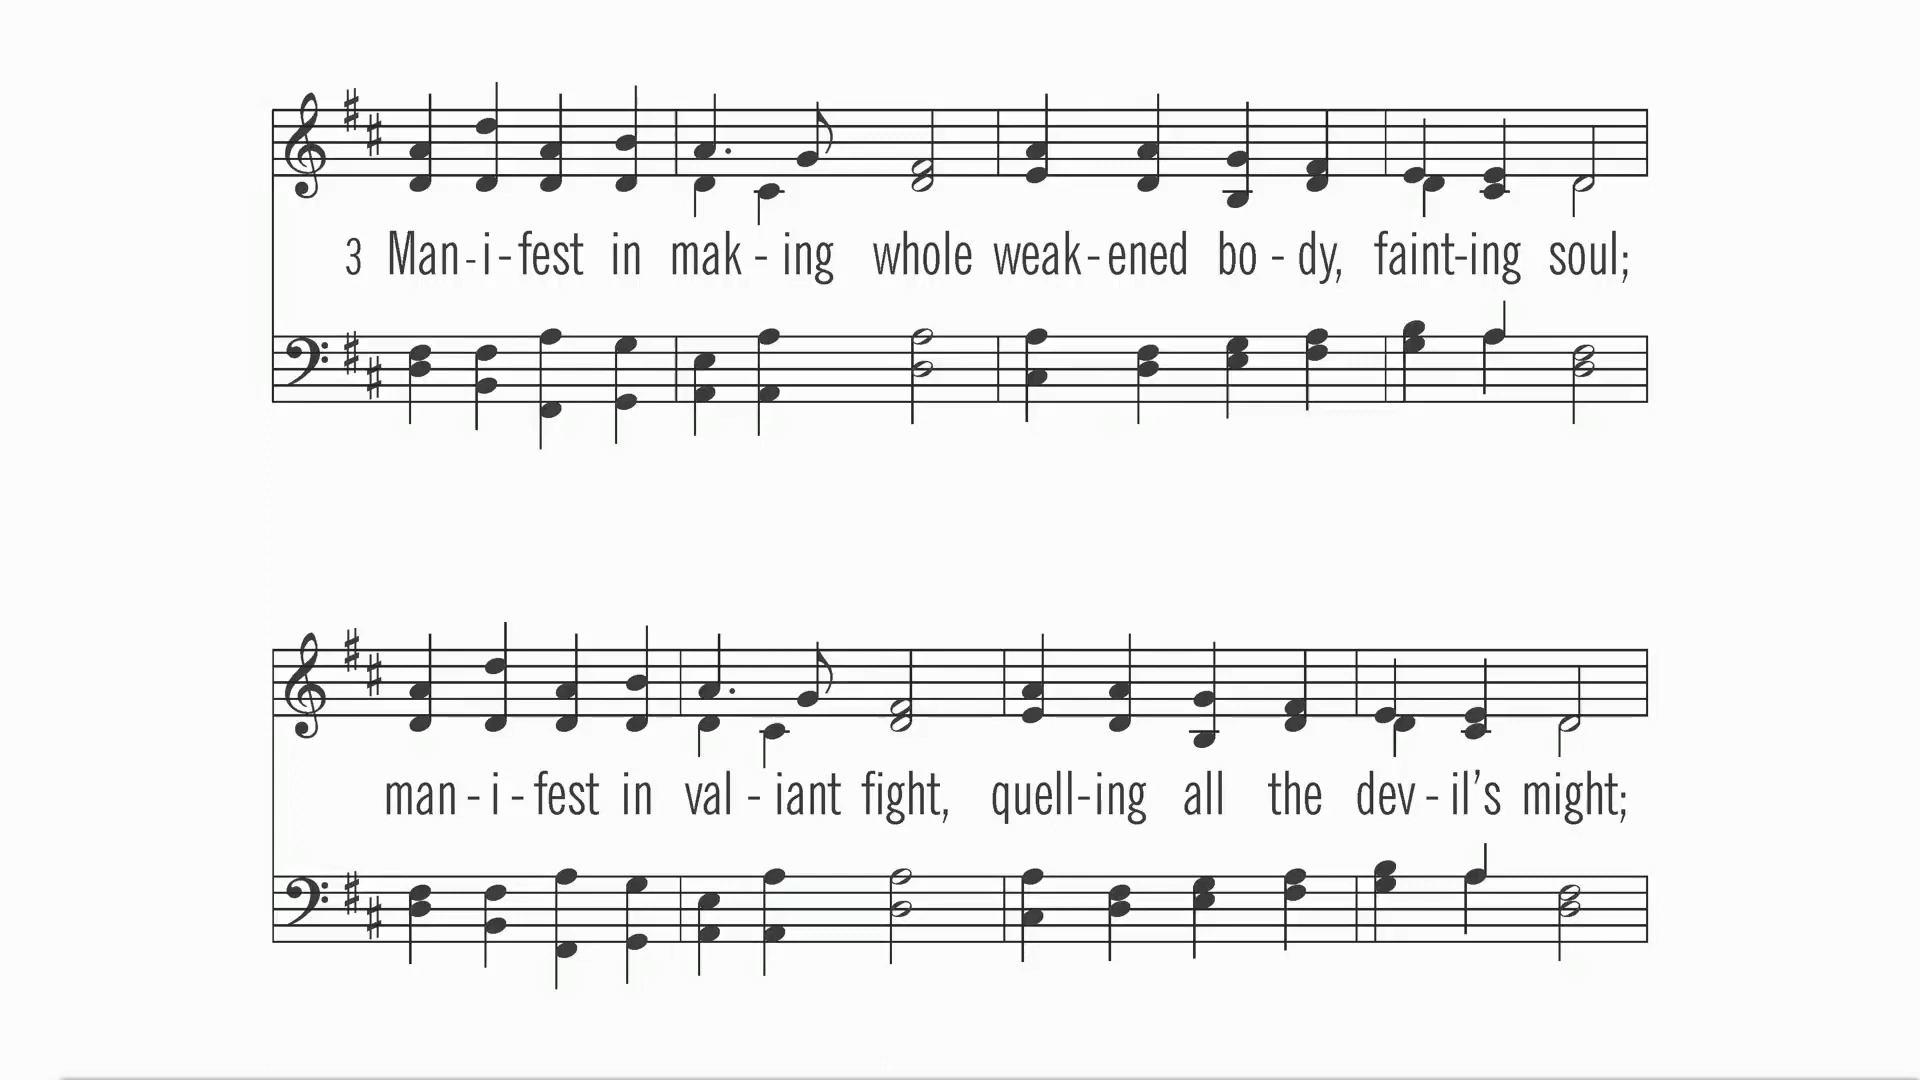 3 Man-i-fest in mak-ing whole weak-ened bo-dy, faint-ing soul;
man-i-fest in val-iant fight, quell-ing all the dev-il’s might;